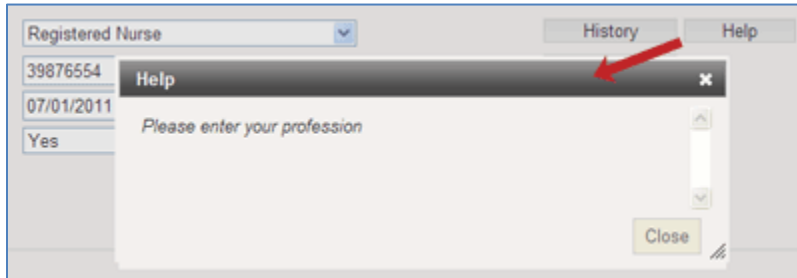 Registered Nurse History Help
39876554
Help
07/01/2011
Please enter your profession
Yes
Close